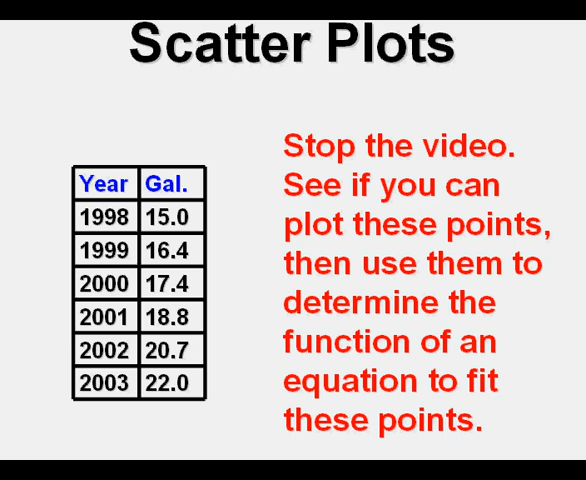 Scatter Plots
Year Gal.
1998 15.0
1999 16.4
2000 17.4
2001 18.8
2002 20.7
2003 22.0
Stop the video.
See if you can
plot these points,
then use them to
determine the
function of an
equation to fit
these points.